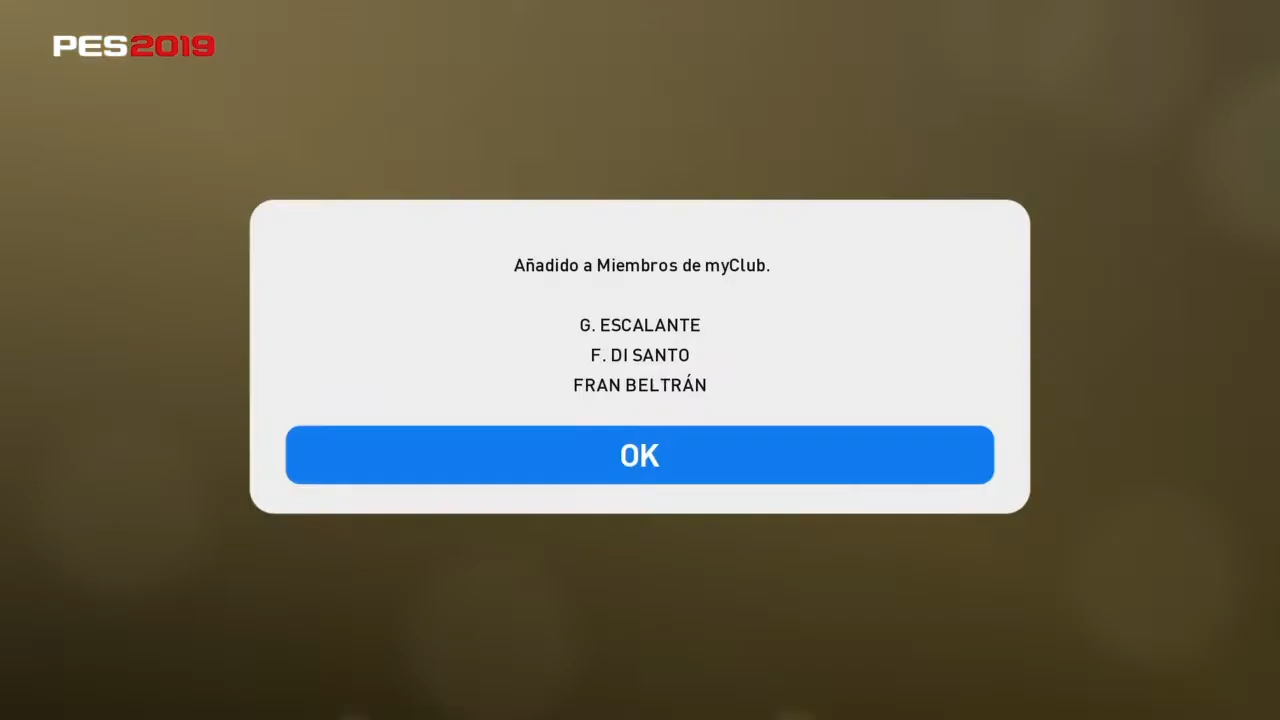 PES2019
Añadido a Miembros de myClub.
G. ESCALANTE
F. DI SANTO
FRAN BELTRÁN
OK